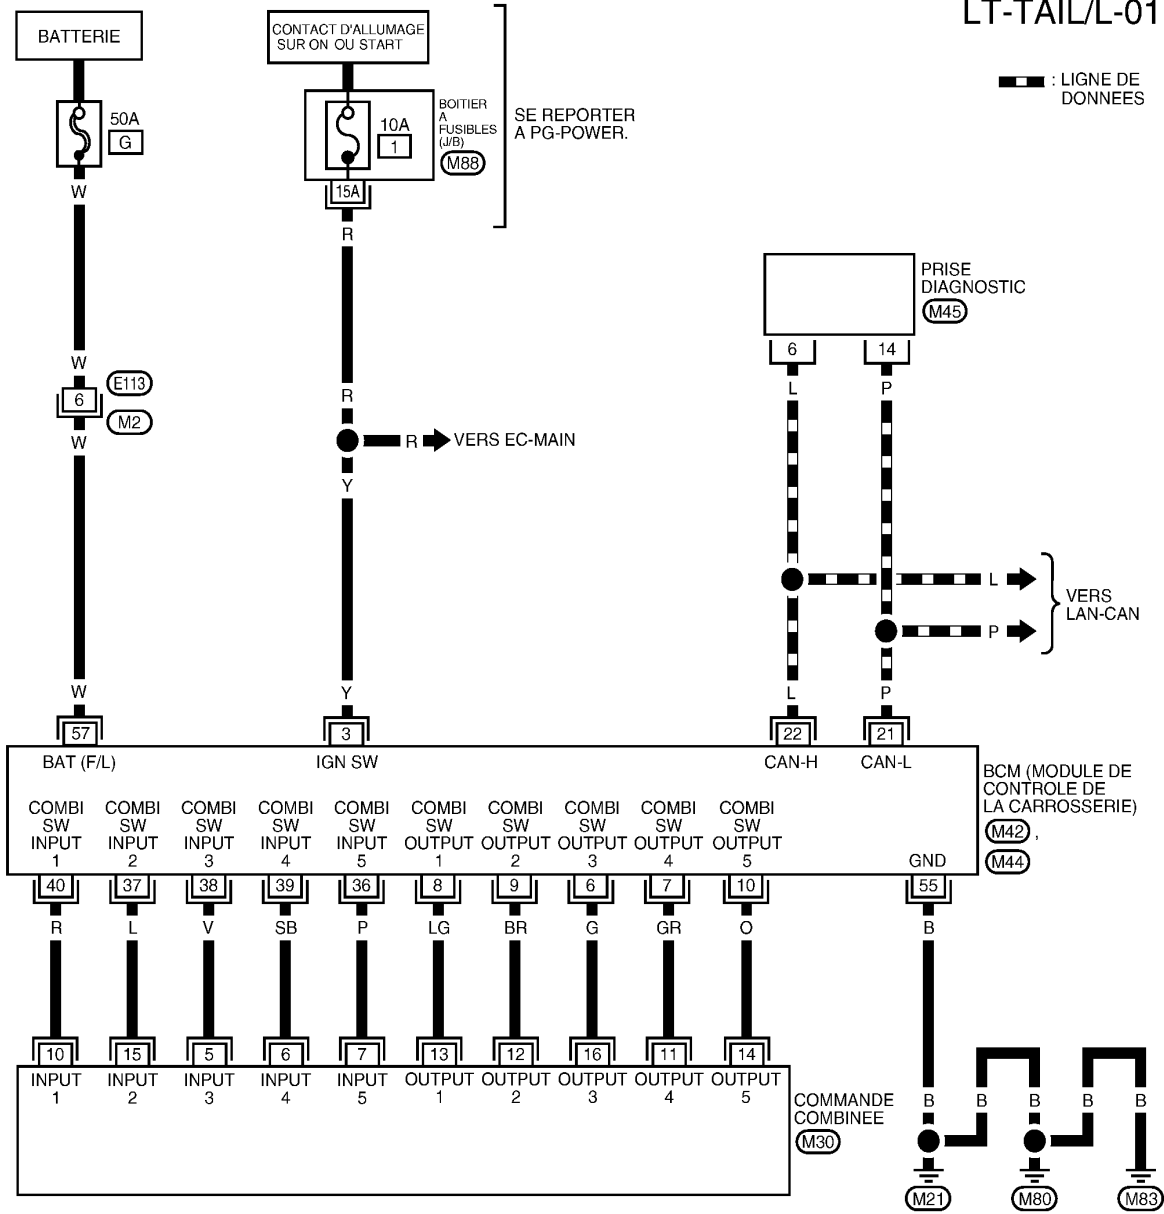 LT-TAIL/L-01
BATTERIE
CONTACT D'ALLUMAGE
SUR ON OU START
: LIGNE DE
DONNEES
50A
G
10A
1
BOITIER
A
FUSIBLES
(J/B)
M88
SE REPORTER
A PG-POWER.
15A
W
R
PRISE
DIAGNOSTIC
M45
6
14
L
P
W
6
E113
M2
W
R
R
VERS EC-MAIN
Y
L
P
VERS
LAN-CAN
W
Y
L
P
57
3
22
21
BAT (F/L)
IGN SW
CAN-H
CAN-L
BCM (MODULE DE
CONTROLE DE
LA CARROSSERIE)
M42 ,
M44
COMBI COMBI COMBI COMBI COMBI COMBI COMBI COMBI COMBI COMBI
SW SW SW SW SW SW SW SW SW SW
INPUT INPUT INPUT INPUT INPUT OUTPUT OUTPUT OUTPUT OUTPUT OUTPUT
1 2 3 4 5 1 2 3 4 5
GND
40 37 38 39 36 8 9 6 7 10 55
R L V SB P LG BR G GR O B
10 15 5 6 7 13 12 16 11 14
INPUT INPUT INPUT INPUT INPUT OUTPUT OUTPUT OUTPUT OUTPUT OUTPUT
1 2 3 4 5 1 2 3 4 5
COMMANDE
COMBINEE
M30
B B B B B
M21 M80 M83